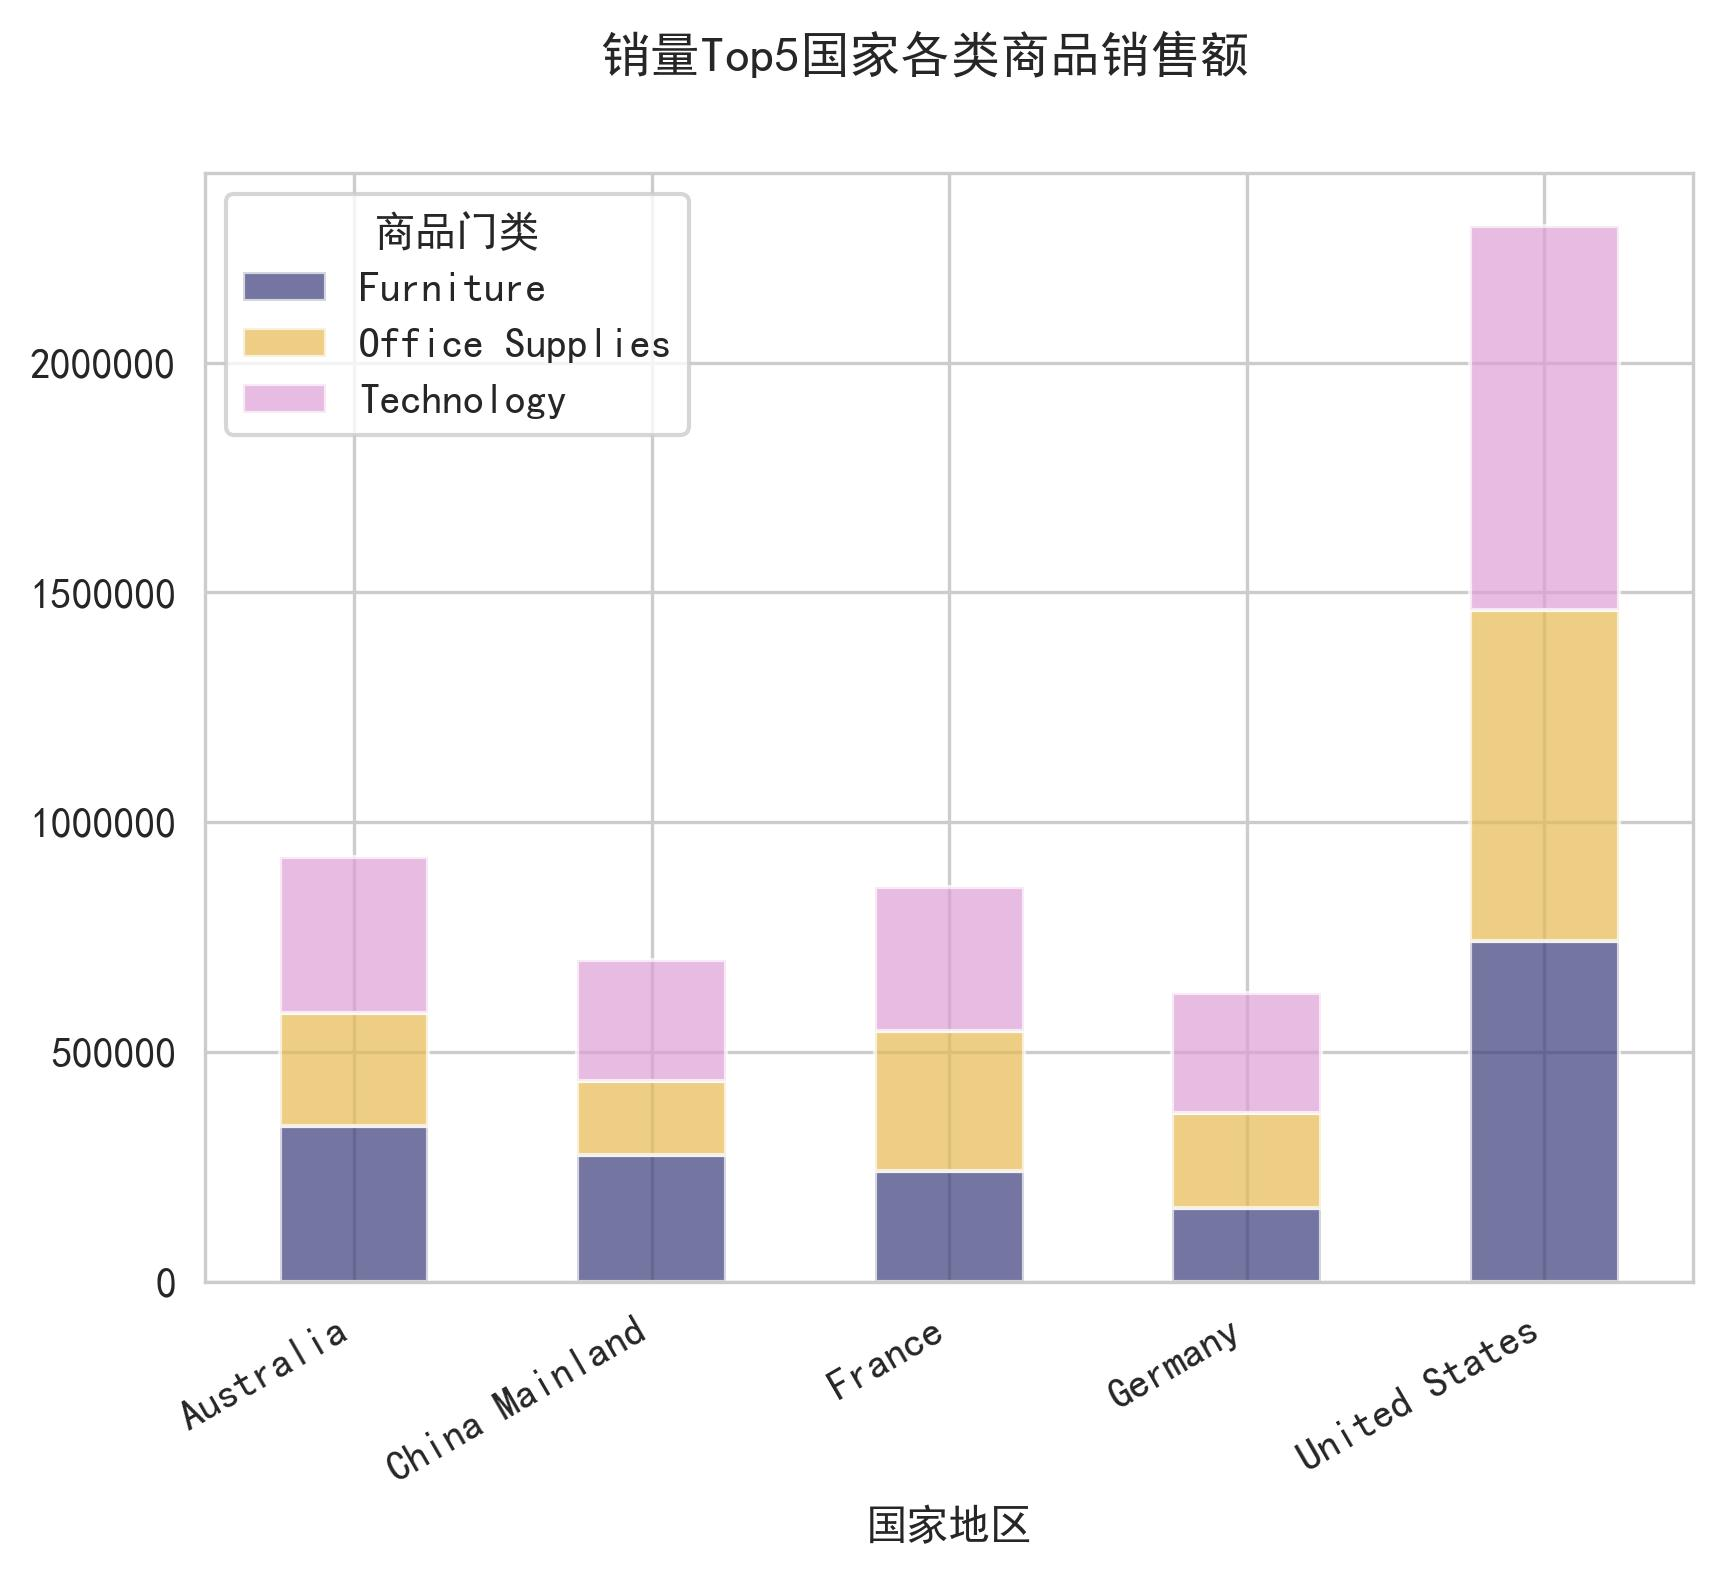 销量Top5国家各类商品销售额
商品门类
Furniture
Office Supplies
Technology
2000000
1500000
1000000
500000
0
Australia
China Mainland
France
Germany
United States
国家地区